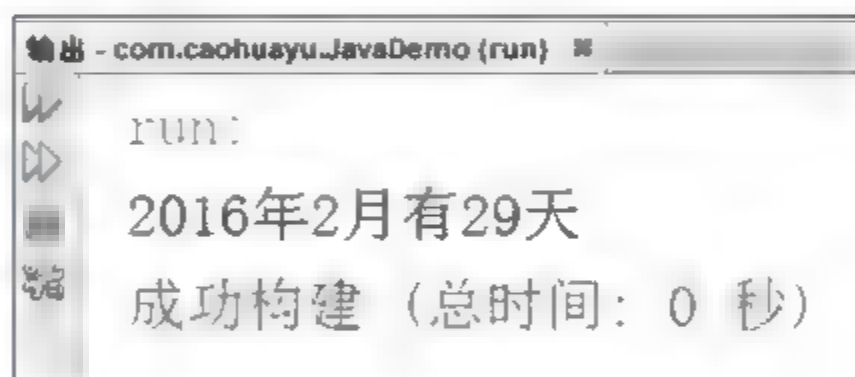 输出 - com.caohuayu.JavaDemo (run)
run:
2016年2月有29天
成功构建 (总时间: 0 秒)